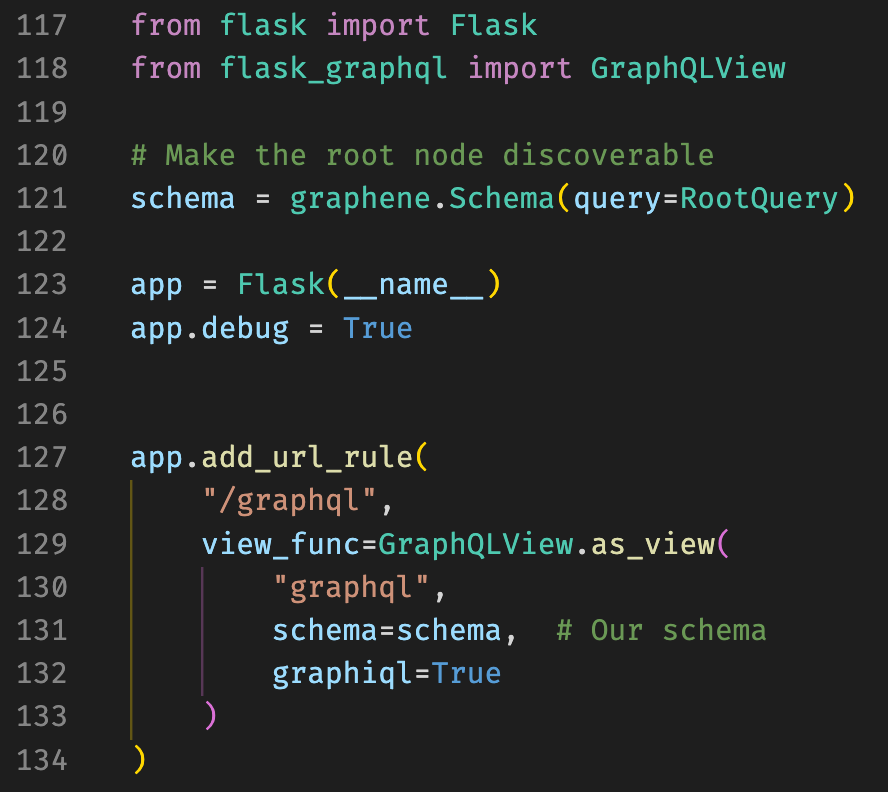 117 from flask import Flask
118 from flask_graphql import GraphQLView
119
120 # Make the root node discoverable
121 schema = graphene.Schema(query=RootQuery)
122
123 app = Flask(__name__)
124 app.debug = True
125
126
127 app.add_url_rule(
128     "/graphql",
129     view_func=GraphQLView.as_view(
130         "graphql",
131         schema=schema,  # Our schema
132         graphiql=True
133     )
134 )